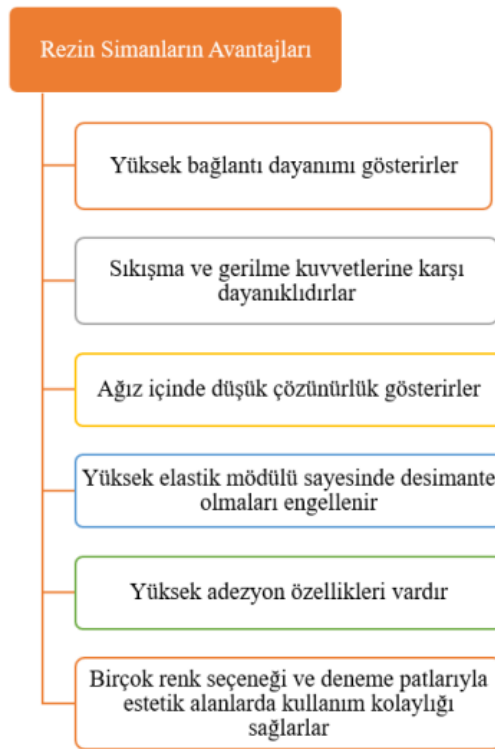 Rezin Simanların Avantajları
Yüksek bağlantı dayanımı gösterirler
Sıkışma ve gerilme kuvvetlerine karşı
dayanıklıdırlar
Ağız içinde düşük çözünürlük gösterirler
Yüksek elastik mödülü sayesinde desimante
olmaları engellenir
Yüksek adezyon özellikleri vardır
Birçok renk seçeneği ve deneme patlarıyla
estetik alanlarda kullanım kolaylığı
sağlarlar